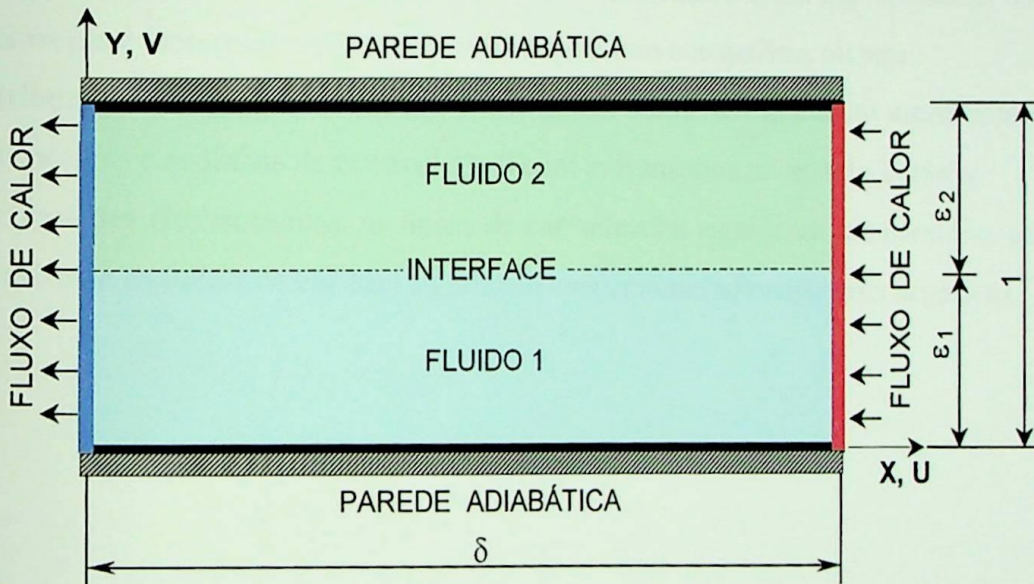 Y, V
PAREDE ADIABÁTICA
FLUXO DE CALOR
FLUIDO 2
INTERFACE
FLUIDO 1
FLUXO DE CALOR
ε2
ε1
1
X, U
PAREDE ADIABÁTICA
δ